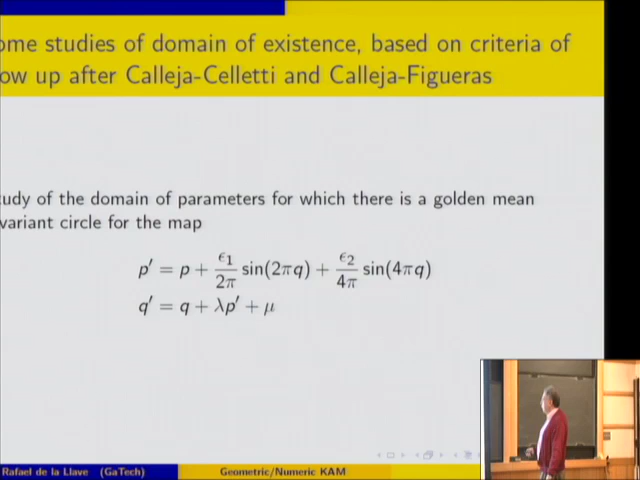 ome studies of domain of existence, based on criteria of
ow up after Calleja-Celletti and Calleja-Figueras
tudy of the domain of parameters for which there is a golden mean
variant circle for the map
p′ = p + ϵ₁/2π sin(2πq) + ϵ₂/4π sin(4πq)
q′ = q + λp′ + μ
Rafael de la Llave (GaTech) Geometric/Numeric KAM